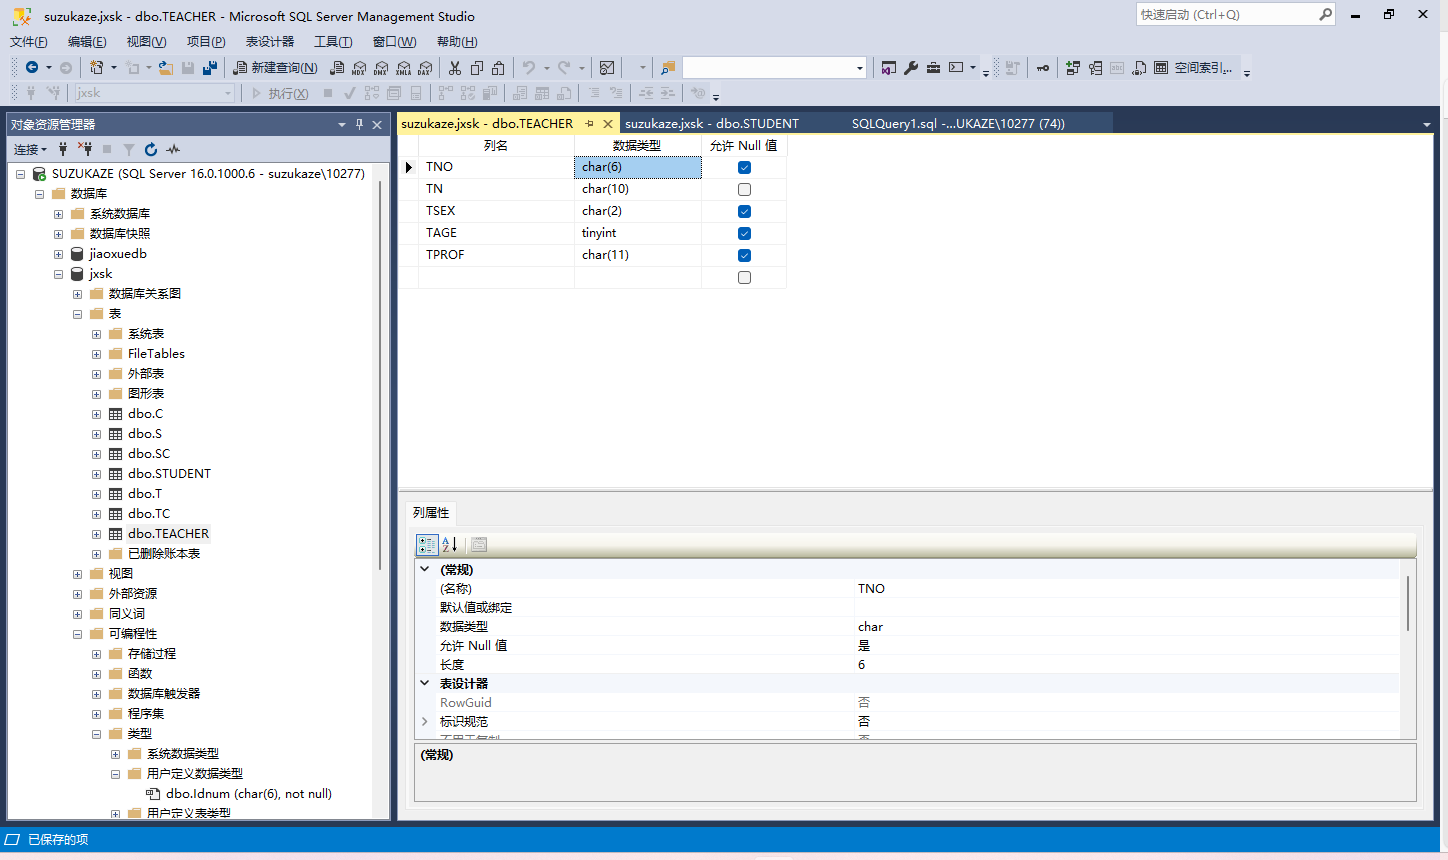 suzukaze.jxsk - dbo.TEACHER - Microsoft SQL Server Management Studio
快速启动 (Ctrl+Q)
文件(F) 编辑(E) 视图(V) 项目(P) 表设计器 工具(T) 窗口(W) 帮助(H)
新建查询(N) MDX DMX XMLA DAX 空间索引...
jxsk 执行(X)
对象资源管理器
连接
SUZUKAZE (SQL Server 16.0.1000.6 - suzukaze\10277)
数据库
系统数据库
数据库快照
jiaoxuedb
jxsk
数据库关系图
表
系统表
FileTables
外部表
图形表
dbo.C
dbo.S
dbo.SC
dbo.STUDENT
dbo.T
dbo.TC
dbo.TEACHER
已删除账本表
视图
外部资源
同义词
可编程性
存储过程
函数
数据库触发器
程序集
类型
系统数据类型
用户定义数据类型
dbo.Idnum (char(6), not null)
用户定义表类型
suzukaze.jxsk - dbo.TEACHER suzukaze.jxsk - dbo.STUDENT SQLQuery1.sql -...UKAZE\10277 (74))
列名 数据类型 允许 Null 值
TNO char(6)
TN char(10)
TSEX char(2)
TAGE tinyint
TPROF char(11)
列属性
(常规)
(名称) TNO
默认值或绑定
数据类型 char
允许 Null 值 是
长度 6
表设计器
RowGuid 否
标识规范 否
(常规)
已保存的项